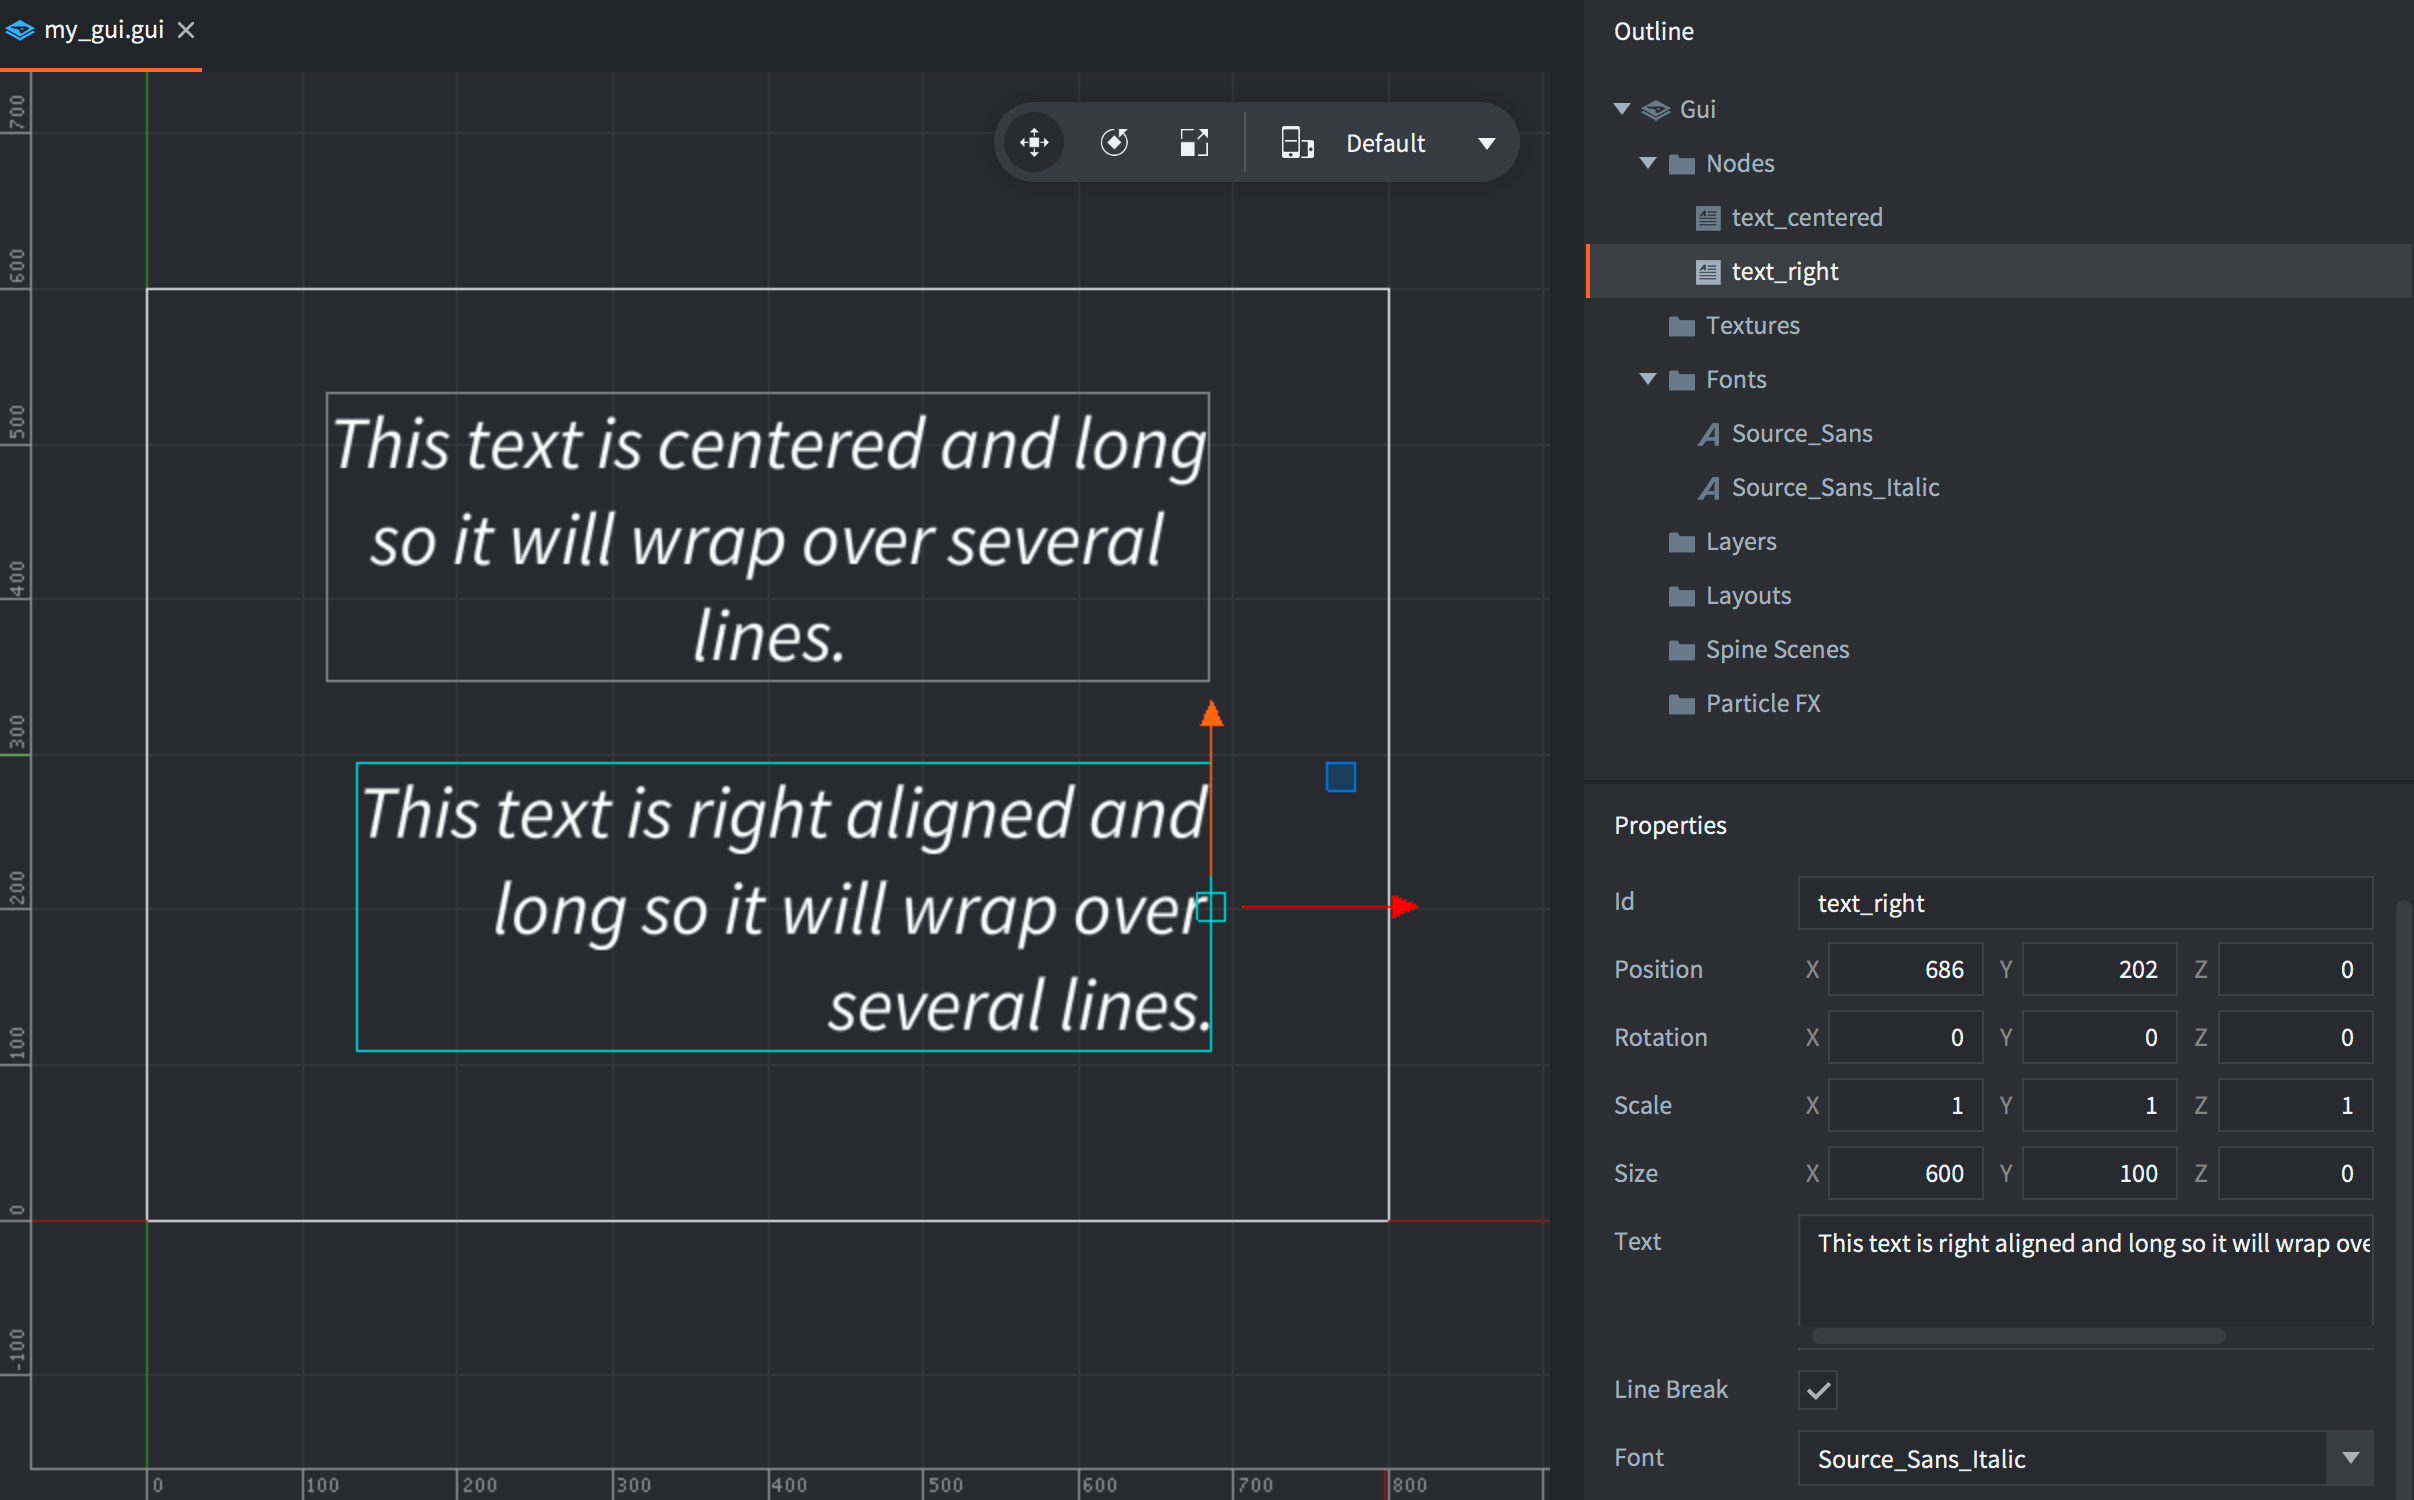 my_gui.gui
Default
700
600
500
400
300
200
100
0
-100
0
100
200
300
400
500
600
700
800
This text is centered and long
so it will wrap over several
lines.
This text is right aligned and
long so it will wrap over
several lines.
Outline
Gui
Nodes
text_centered
text_right
Textures
Fonts
Source_Sans
Source_Sans_Italic
Layers
Layouts
Spine Scenes
Particle FX
Properties
Id text_right
Position X 686 Y 202 Z 0
Rotation X 0 Y 0 Z 0
Scale X 1 Y 1 Z 1
Size X 600 Y 100 Z 0
Text This text is right aligned and long so it will wrap ove
Line Break
Font Source_Sans_Italic